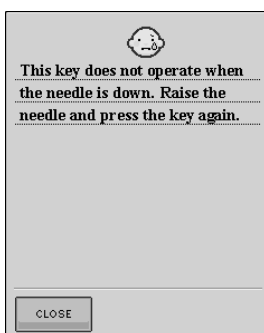 This key does not operate when
the needle is down. Raise the
needle and press the key again.
CLOSE